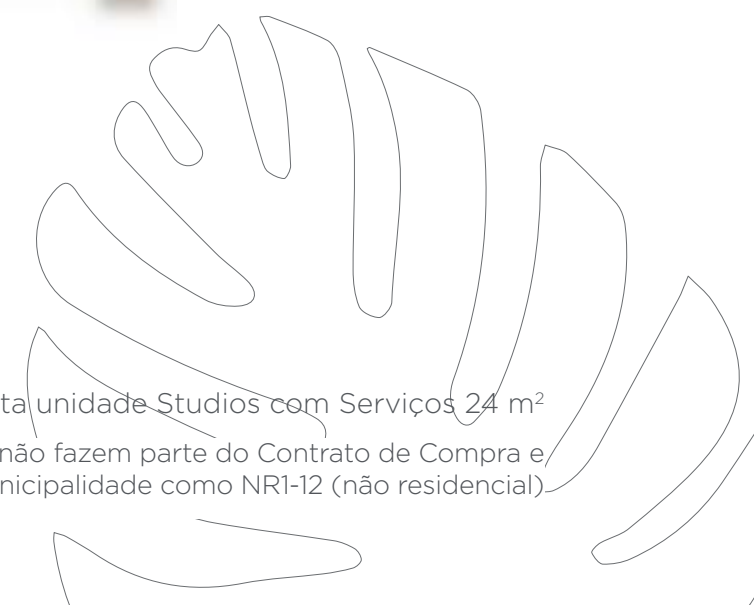 ta unidade Studios com Serviços 24 m²
não fazem parte do Contrato de Compra e
nicipalidade como NR1-12 (não residencial)